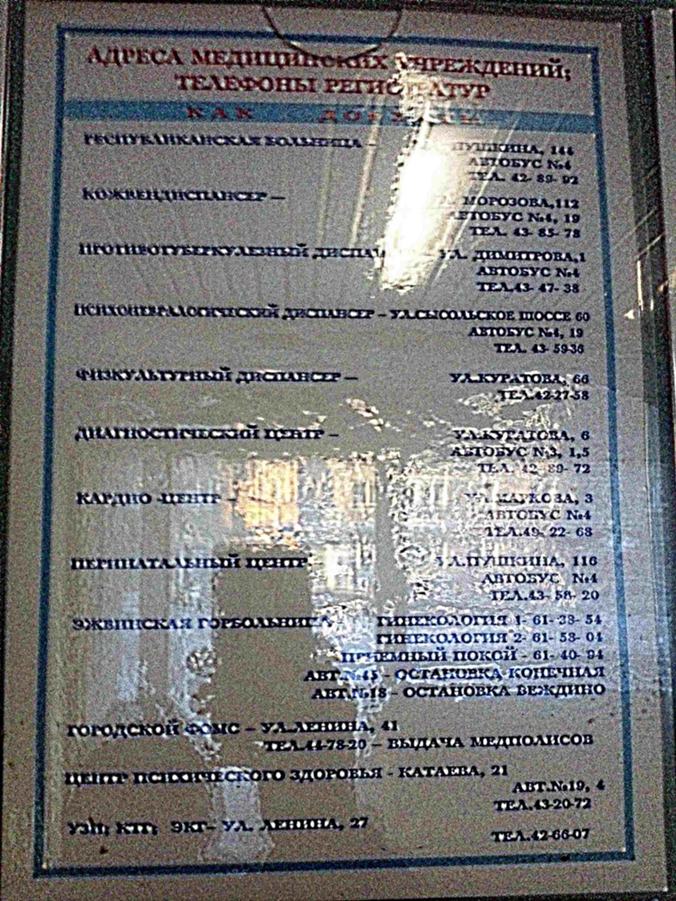 АДРЕСА МЕДИЦИНСКИХ УЧРЕЖДЕНИЙ;
ТЕЛЕФОНЫ РЕГИСТРАТУР
КАК
РЕСПУБЛИКАНСКАЯ БОЛЬНИЦА – ПУШКИНА, 144
АВТОБУС №4
ТЕЛ. 42-89-92
КОЖВЕНДИСПАНСЕР – УЛ. МОРОЗОВА,112
АВТОБУС №4, 19
ТЕЛ. 43-85-78
ПРОТИВОТУБЕРКУЛЕЗНЫЙ УЛ. ДИМИТРОВА,1
АВТОБУС №4
ТЕЛ.43-47-38
ПСИХОНЕВРАЛОГИЧЕСКИЙ ДИСПАНСЕР – УЛ.СЫСОЛЬСКОЕ ШОССЕ 60
АВТОБУС №4, 19
ТЕЛ. 43-59-36
ФИЗКУЛЬТУРНЫЙ ДИСПАНСЕР – УЛ.КУРАТОВА, 66
ТЕЛ.42-27-58
ДИАГНОСТИЧЕСКИЙ ЦЕНТР – УЛ.КУРАТОВА, 6
АВТОБУС №3, 1,5
ТЕЛ. 42-89-72
КАРДИО -ЦЕНТР – 3
АВТОБУС №4
ТЕЛ.49-22-68
ПЕРИНАТАЛЬНЫЙ ЦЕНТР УЛ.ПУШКИНА, 116
АВТОБУС №4
ТЕЛ.43-58-20
ЭЖВИНСКАЯ ГОРБОЛЬНИЦА ГИНЕКОЛОГИЯ 1- 61-38-54
ГИНЕКОЛОГИЯ 2- 61-53-04
ПРИЕМНЫЙ ПОКОЙ - 61-40-94
- ОСТАНОВКА КОНЕЧНАЯ
АВТ.№18 - ОСТАНОВКА ВЕЖДИНО
ГОРОДСКОЙ ФОМС – УЛ.ЛЕНИНА, 41
ТЕЛ.44-78-20 – ВЫДАЧА МЕДПОЛИСОВ
ЦЕНТР ПСИХИЧЕСКОГО ЗДОРОВЬЯ - КАТАЕВА, 21
АВТ.№19, 4
ТЕЛ.43-20-72
УЗИ; КТГ; ЭКГ– УЛ. ЛЕНИНА, 27
ТЕЛ.42-66-07